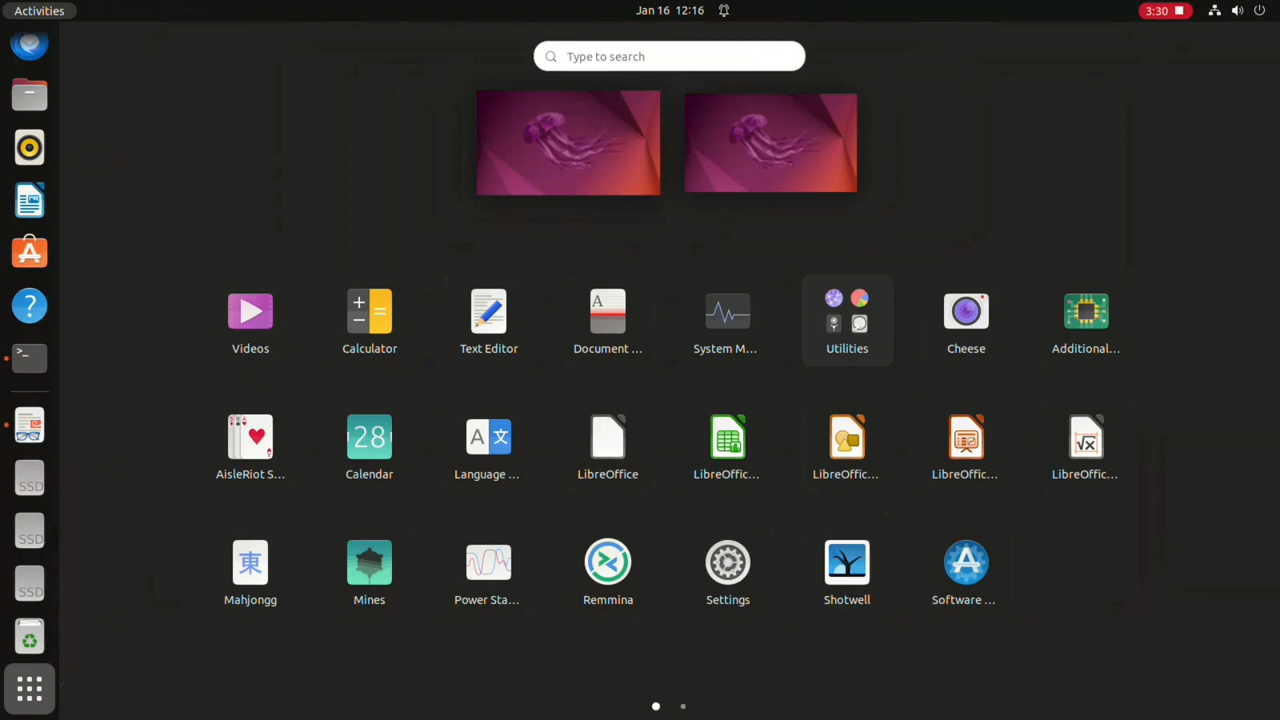 Activities
Jan 16 12:16
3:30
Type to search
Videos
Calculator
Text Editor
Document ...
System M...
Utilities
Cheese
Additional...
AisleRiot S...
Calendar
Language ...
LibreOffice
LibreOffic...
LibreOffic...
LibreOffic...
LibreOffic...
Mahjongg
Mines
Power Sta...
Remmina
Settings
Shotwell
Software ...
?
>_
SSD
SSD
SSD
A
28
A 文
√x
東